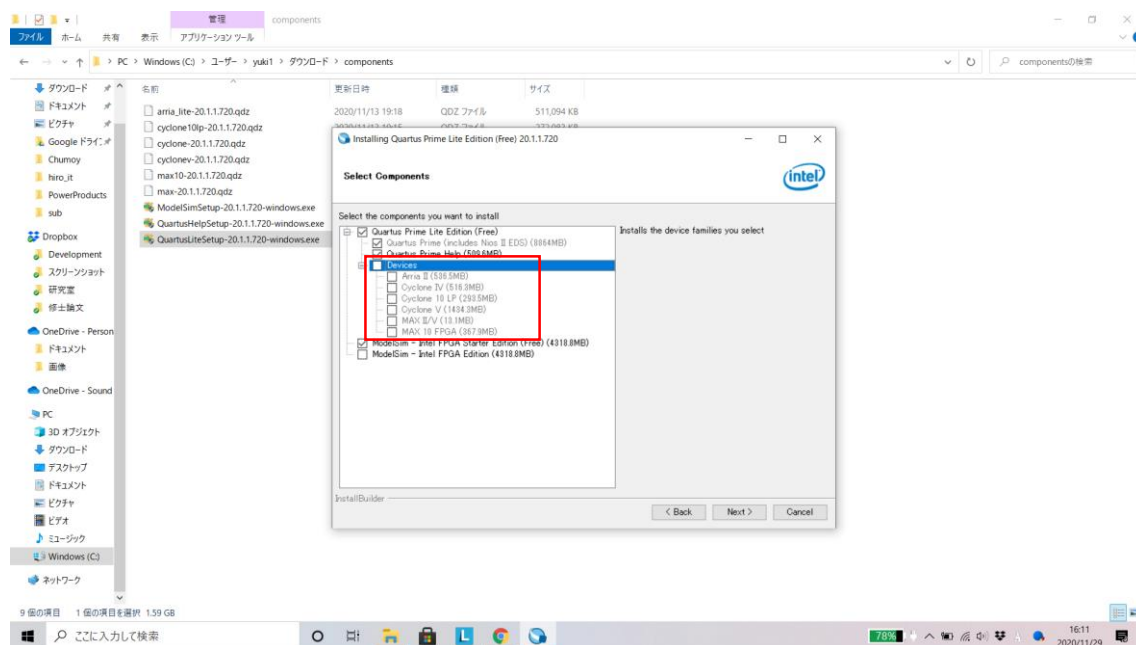 管理
components
ファイル ホーム 共有 表示 アプリケーション ツール
PC > Windows (C:) > ユーザー > yuki1 > ダウンロード > components
componentsの検索
名前 更新日時 種類 サイズ
ダウンロード
ドキュメント
ピクチャ
Chumoy
hiro_it
PowerProducts
sub
Dropbox
Development
スクリーンショット
研究室
修士論文
OneDrive - Person
ドキュメント
画像
OneDrive - Sound
PC
3D オブジェクト
ダウンロード
デスクトップ
ドキュメント
ピクチャ
ビデオ
ミュージック
Windows (C:)
ネットワーク
arria_lite-20.1.1.720.qdz 2020/11/13 19:18 QDZ ファイル 511,094 KB
cyclone10lp-20.1.1.720.qdz
cyclone-20.1.1.720.qdz
cyclonev-20.1.1.720.qdz
max10-20.1.1.720.qdz
max-20.1.1.720.qdz
ModelSimSetup-20.1.1.720-windows.exe
QuartusHelpSetup-20.1.1.720-windows.exe
QuartusLiteSetup-20.1.1.720-windows.exe
Installing Quartus Prime Lite Edition (Free) 20.1.1.720
Select Components
intel
Select the components you want to install
Quartus Prime Lite Edition (Free)
Quartus Prime (includes Nios II EDS) (8864MB)
Quartus Prime Help (509.6MB)
Devices
Arria II (536.5MB)
Cyclone IV (516.3MB)
Cyclone 10 LP (293.5MB)
Cyclone V (1434.3MB)
MAX II/V (13.1MB)
MAX 10 FPGA (367.9MB)
ModelSim - Intel FPGA Starter Edition (Free) (4318.8MB)
ModelSim - Intel FPGA Edition (4318.8MB)
Installs the device families you select
InstallBuilder
< Back
Next >
Cancel
9 個の項目 1 個の項目を選択 1.59 GB
ここに入力して検索
78%
16:11
2020/11/29